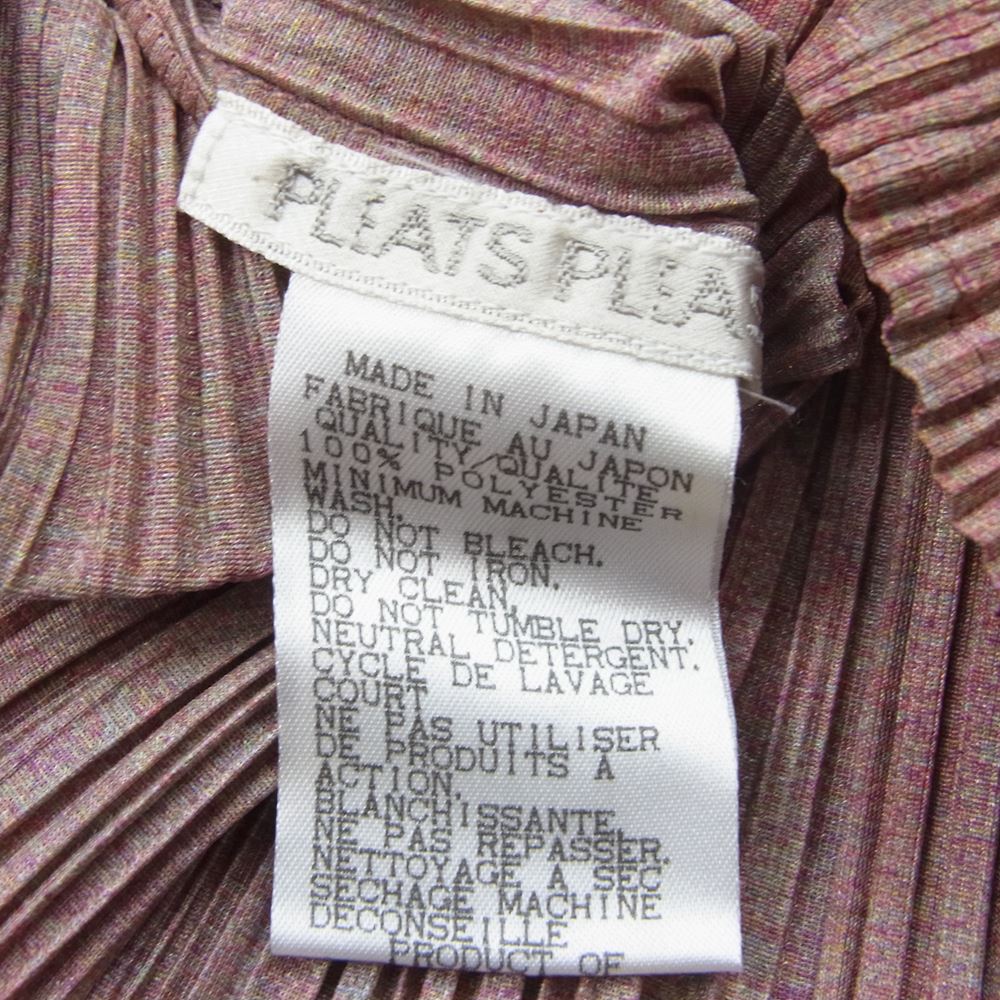 PLEATS PLEAS
MADE IN JAPAN
FABRIQUE AU JAPON
QUALITY/QUALITE
100% POLYESTER
MINIMUM MACHINE
WASH.
DO NOT BLEACH.
DO NOT IRON.
DRY CLEAN.
DO NOT TUMBLE DRY.
NEUTRAL DETERGENT.
CYCLE DE LAVAGE
COURT
NE PAS UTILISER
DE PRODUITS A
ACTION.
BLANCHISSANTE.
NE PAS REPASSER.
NETTOYAGE A SEC
SECHAGE MACHINE
DECONSEILLE
PRODUCT OF